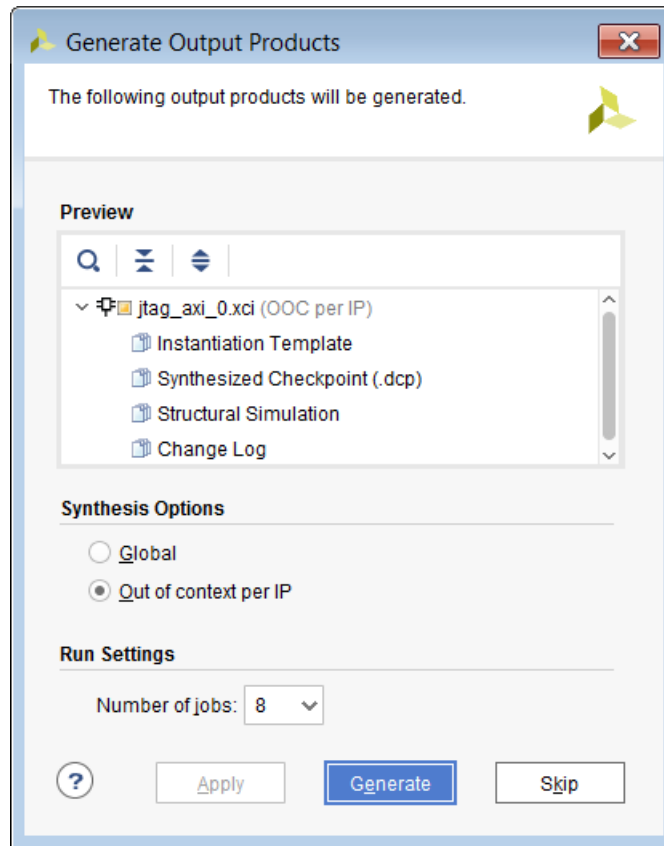 Generate Output Products
The following output products will be generated.
Preview
jtag_axi_0.xci (OOC per IP)
Instantiation Template
Synthesized Checkpoint (.dcp)
Structural Simulation
Change Log
Synthesis Options
Global
Out of context per IP
Run Settings
Number of jobs: 8
? Apply Generate Skip